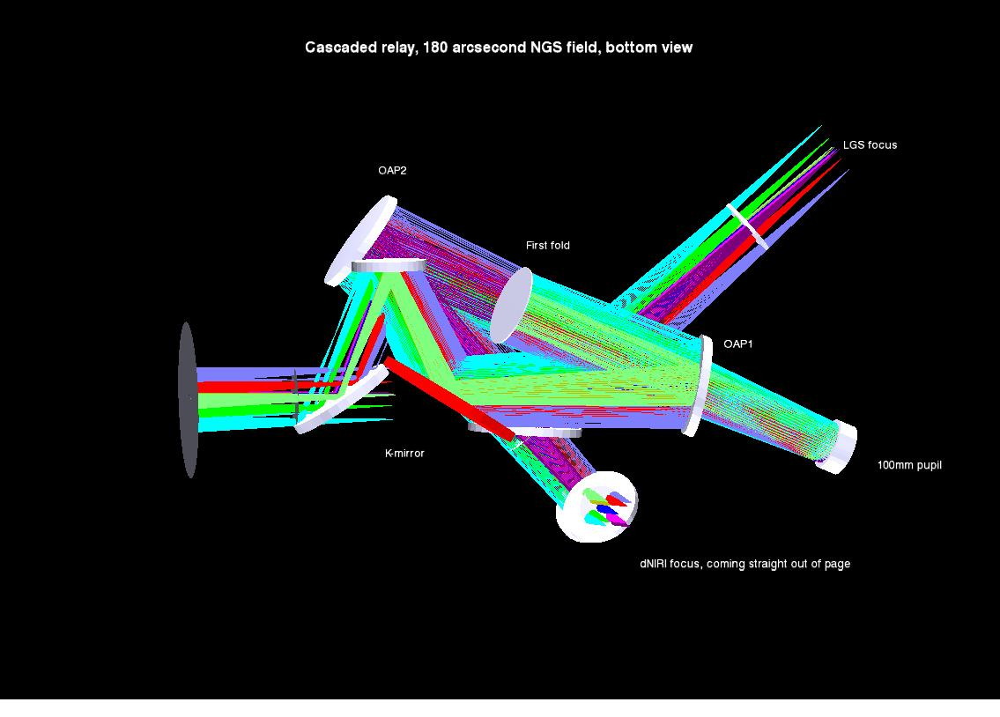 Cascaded relay, 180 arcsecond NGS field, bottom view
LGS focus
OAP2
First fold
OAP1
K-mirror
100mm pupil
dNIRI focus, coming straight out of page